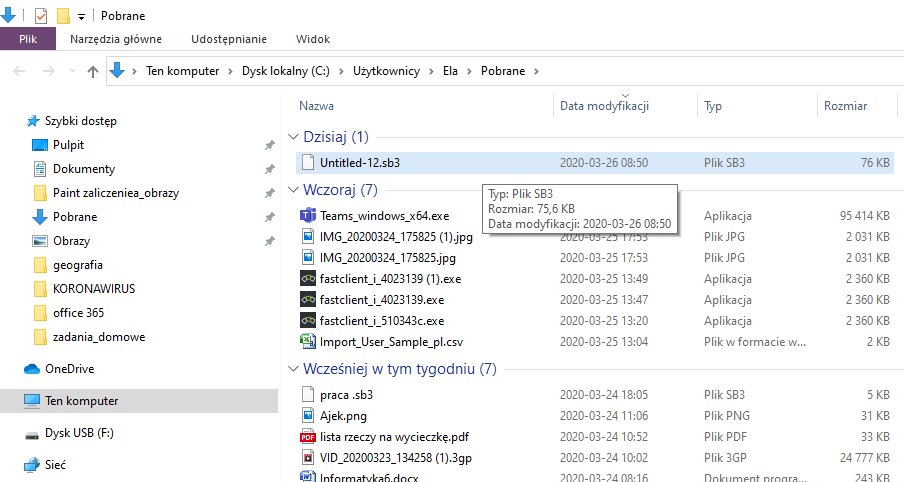 Pobrane
Plik Narzędzia główne Udostępnianie Widok
Ten komputer Dysk lokalny (C:) Użytkownicy Ela Pobrane
Nazwa Data modyfikacji Typ Rozmiar
Szybki dostęp
Pulpit
Dokumenty
Paint zaliczeniea_obrazy
Pobrane
Obrazy
geografia
KORONAWIRUS
office 365
zadania_domowe
OneDrive
Ten komputer
Dysk USB (F:)
Sieć
Dzisiaj (1)
Untitled-12.sb3 2020-03-26 08:50 Plik SB3 76 KB
Typ: Plik SB3
Rozmiar: 75,6 KB
Data modyfikacji: 2020-03-26 08:50
Wczoraj (7)
Teams_windows_x64.exe Aplikacja 95 414 KB
IMG_20200324_175825 (1).jpg 2020-03-25 17:53 Plik JPG 2 031 KB
IMG_20200324_175825.jpg 2020-03-25 17:53 Plik JPG 2 031 KB
fastclient_i_4023139 (1).exe 2020-03-25 13:49 Aplikacja 2 360 KB
fastclient_i_4023139.exe 2020-03-25 13:47 Aplikacja 2 360 KB
fastclient_i_510343c.exe 2020-03-25 13:20 Aplikacja 2 360 KB
Import_User_Sample_pl.csv 2020-03-25 13:04 Plik w formacie w... 2 KB
Wcześniej w tym tygodniu (7)
praca .sb3 2020-03-24 18:05 Plik SB3 5 KB
Ajek.png 2020-03-24 11:06 Plik PNG 31 KB
lista rzeczy na wycieczkę.pdf 2020-03-24 10:52 Plik PDF 33 KB
VID_20200323_134258 (1).3gp 2020-03-24 10:02 Plik 3GP 24 777 KB
Informatyka6.docx 2020-03-24 08:16 Dokument progra... 243 KB